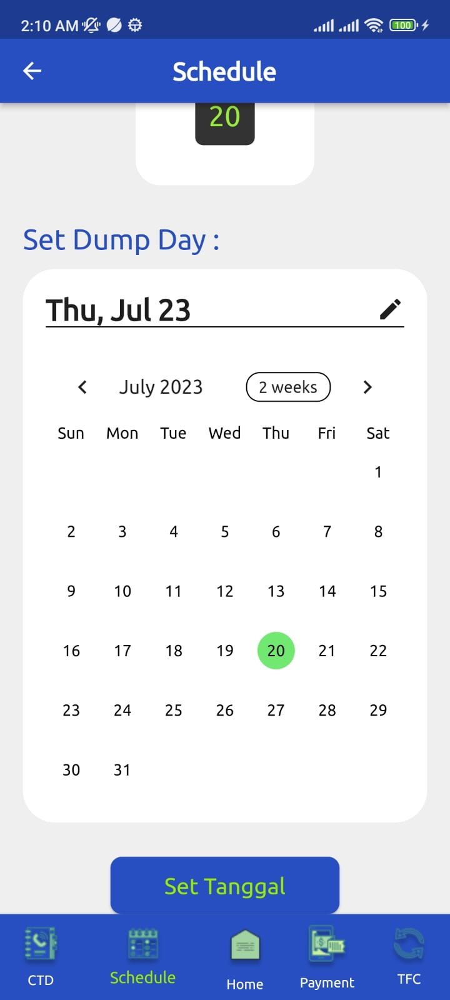 2:10 AM 100
Schedule
20
Set Dump Day :
Thu, Jul 23
July 2023 2 weeks
Sun Mon Tue Wed Thu Fri Sat
1
2 3 4 5 6 7 8
9 10 11 12 13 14 15
16 17 18 19 20 21 22
23 24 25 26 27 28 29
30 31
Set Tanggal
CTD Schedule Home Payment TFC